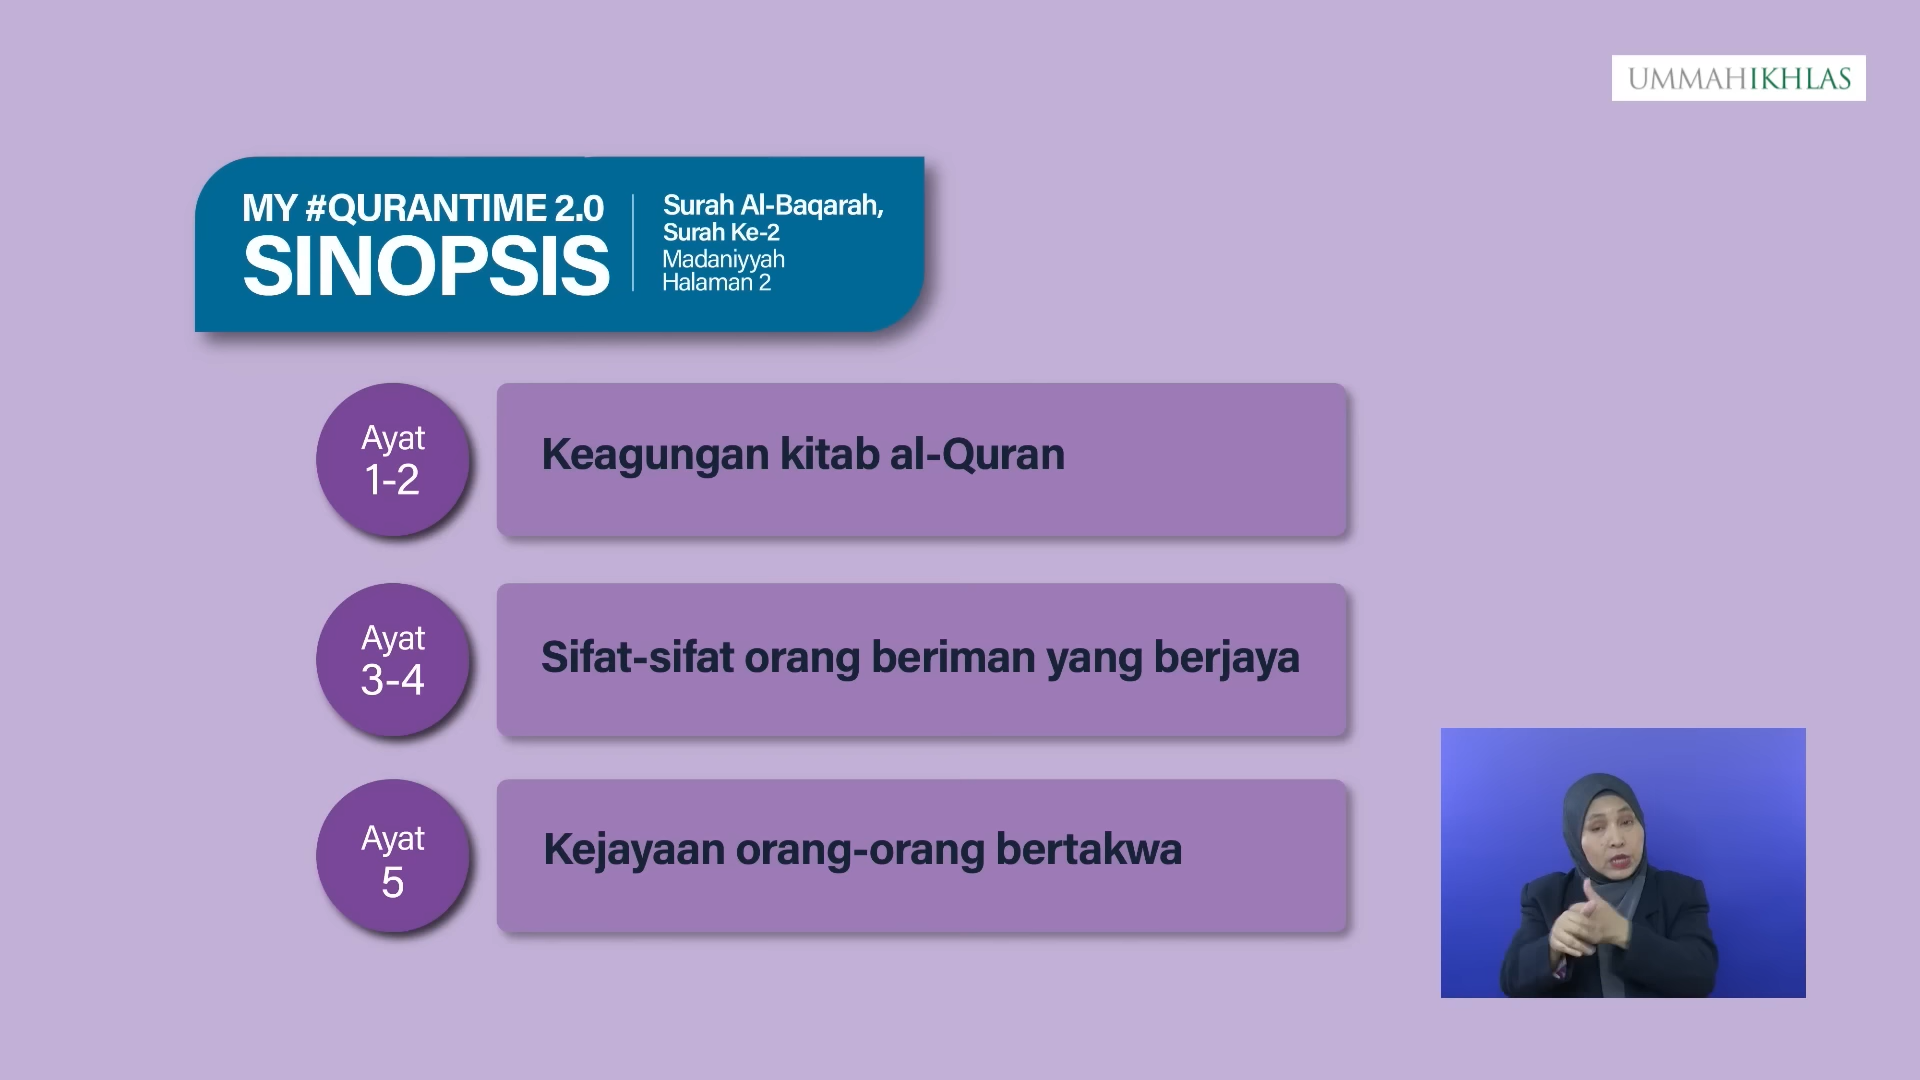 UMMAHIKHLAS
MY #QURANTIME 2.0
SINOPSIS
Surah Al-Baqarah,
Surah Ke-2
Madaniyyah
Halaman 2
Ayat
1-2
Keagungan kitab al-Quran
Ayat
3-4
Sifat-sifat orang beriman yang berjaya
Ayat
5
Kejayaan orang-orang bertakwa